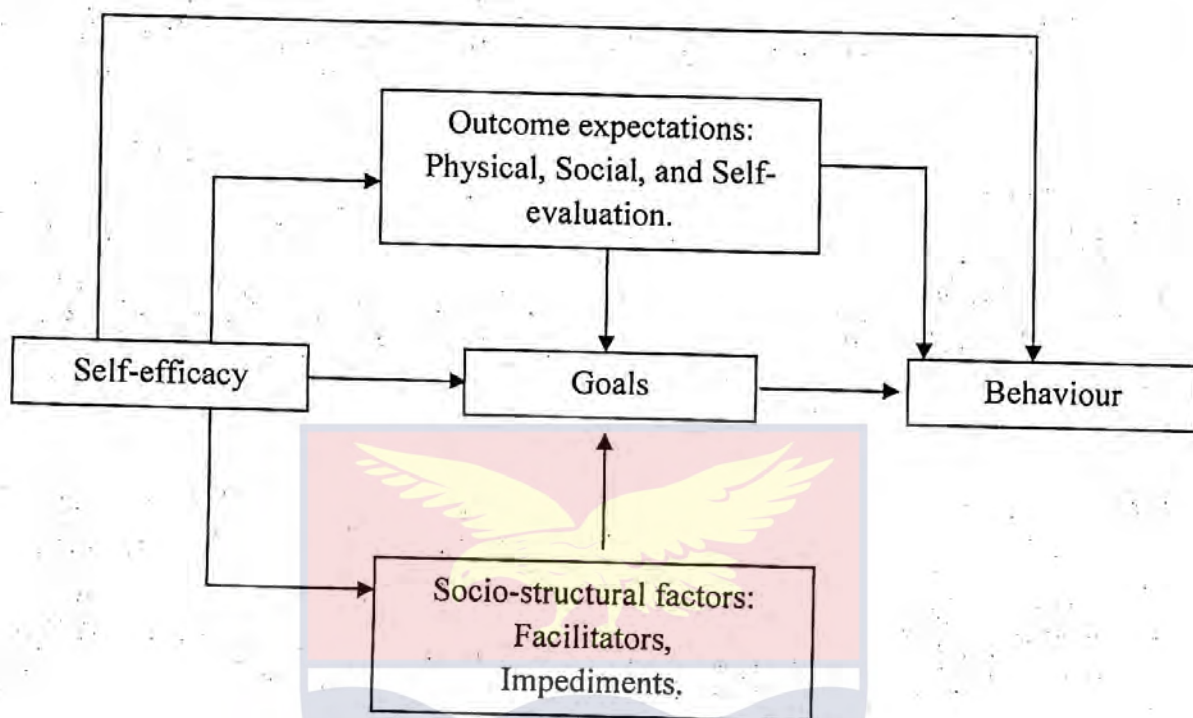 Outcome expectations:
Physical, Social, and Self-
evaluation.
Self-efficacy
Goals
Behaviour
Socio-structural factors:
Facilitators,
Impediments.